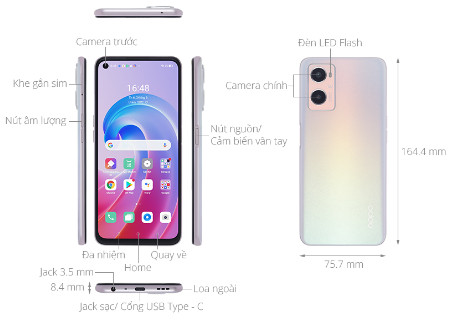 Camera trước
Đèn LED Flash
Khe gắn sim
Camera chính
16:48
Nút âm lượng
Nút nguồn/
Cảm biến vân tay
164.4 mm
Đa nhiệm
Quay về
Home
75.7 mm
Jack 3.5 mm
8.4 mm
Loa ngoài
Jack sạc/ Cổng USB Type - C